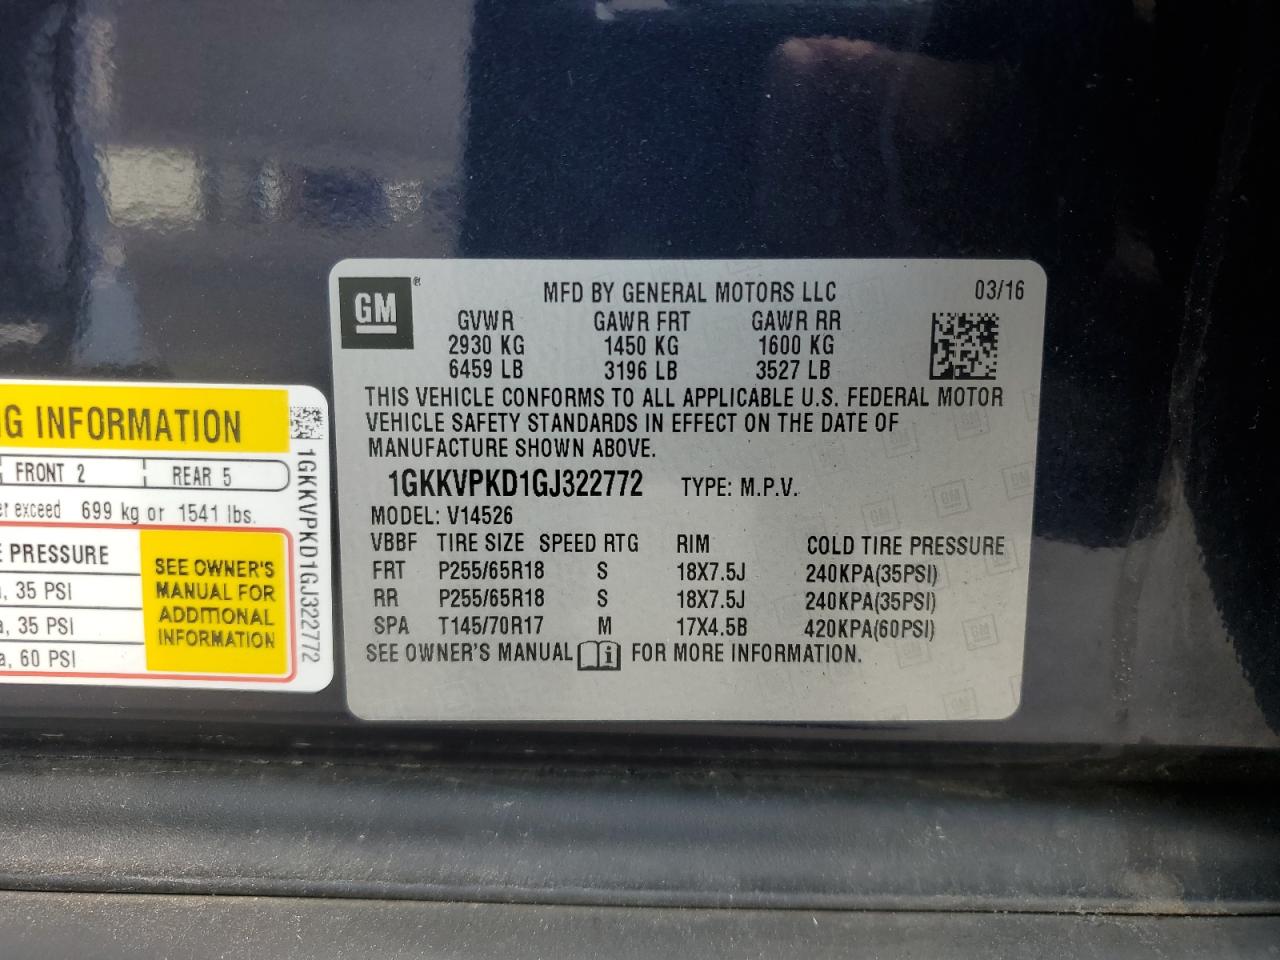 GM®
MFD BY GENERAL MOTORS LLC 03/16
GVWR GAWR FRT GAWR RR
2930 KG 1450 KG 1600 KG
6459 LB 3196 LB 3527 LB
THIS VEHICLE CONFORMS TO ALL APPLICABLE U.S. FEDERAL MOTOR
VEHICLE SAFETY STANDARDS IN EFFECT ON THE DATE OF
MANUFACTURE SHOWN ABOVE.
1GKKVPKD1GJ322772 TYPE: M.P.V.
MODEL: V14526
VBBF TIRE SIZE SPEED RTG RIM COLD TIRE PRESSURE
FRT P255/65R18 S 18X7.5J 240KPA(35PSI)
RR P255/65R18 S 18X7.5J 240KPA(35PSI)
SPA T145/70R17 M 17X4.5B 420KPA(60PSI)
SEE OWNER'S MANUAL i FOR MORE INFORMATION.
G INFORMATION
FRONT 2 REAR 5
exceed 699 kg or 1541 lbs.
PRESSURE
, 35 PSI
a, 35 PSI
a, 60 PSI
SEE OWNER'S
MANUAL FOR
ADDITIONAL
INFORMATION
1GKKVPKD1GJ322772